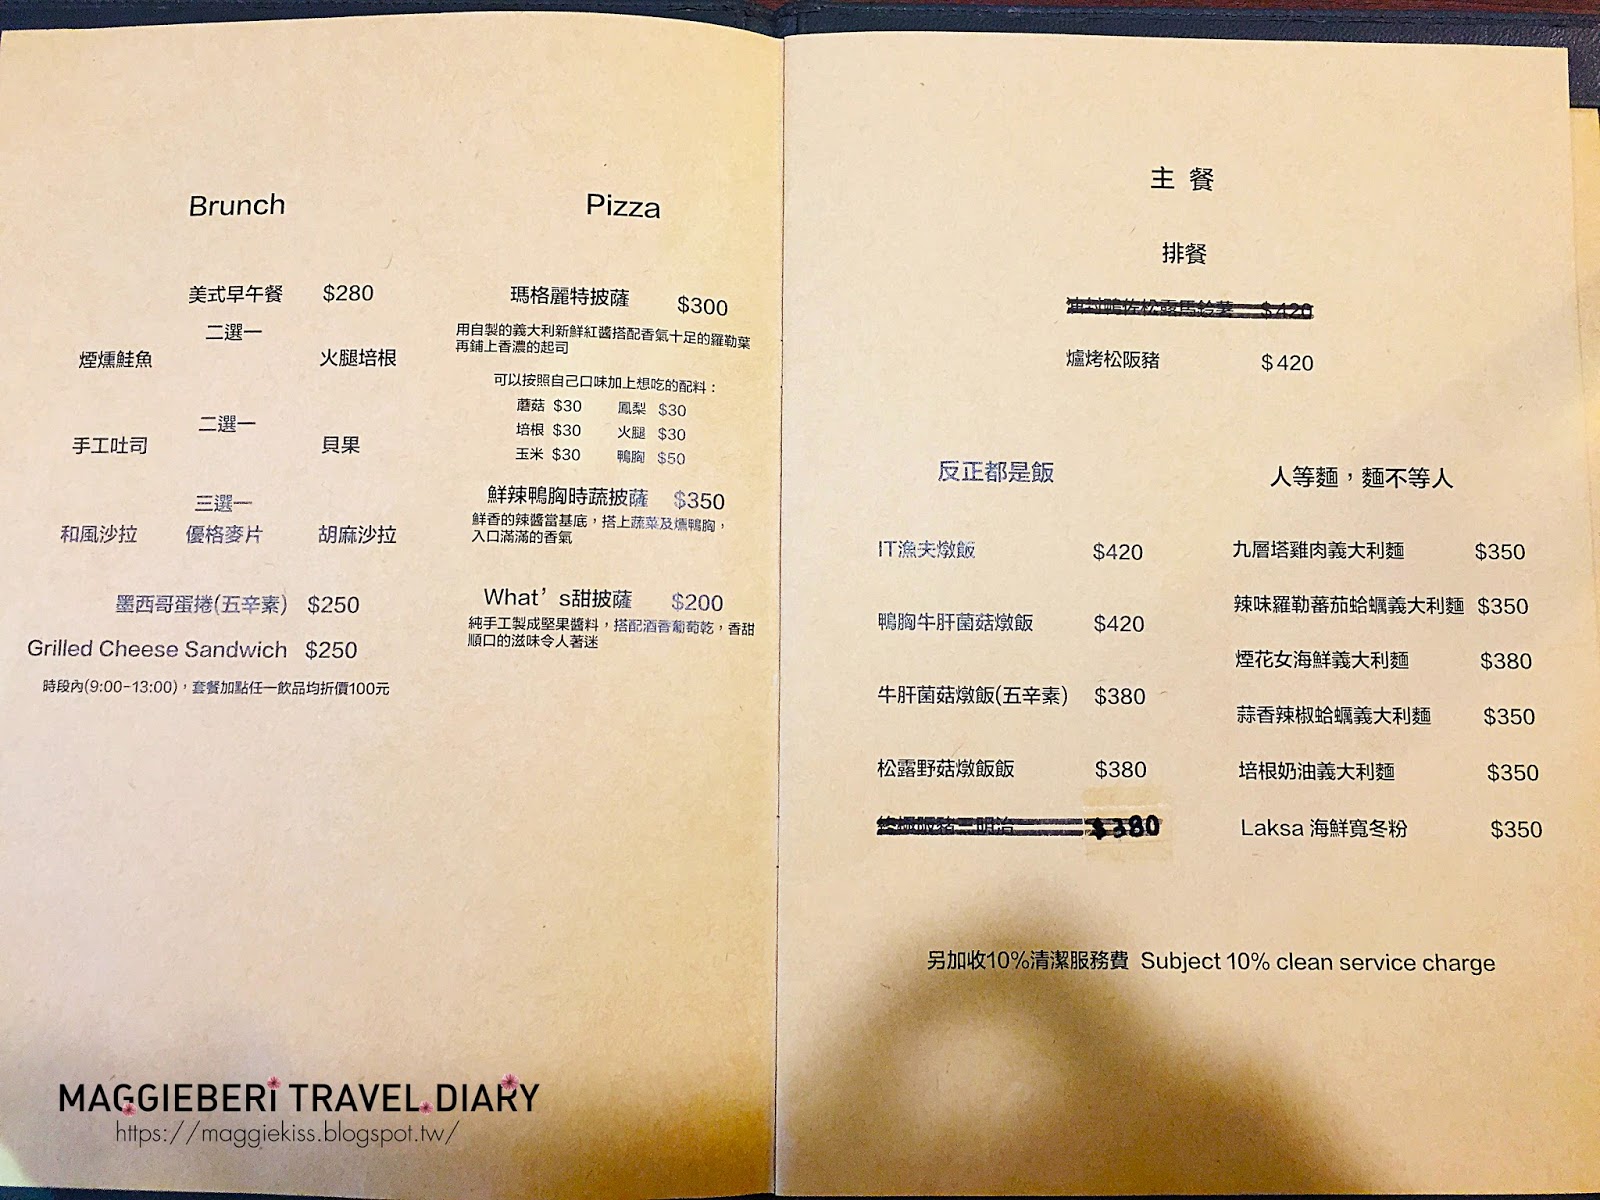 Brunch
美式早午餐 $280
二選一
煙燻鮭魚 火腿培根
二選一
手工吐司 貝果
三選一
和風沙拉 優格麥片 胡麻沙拉
墨西哥蛋捲(五辛素) $250
Grilled Cheese Sandwich $250
時段內(9:00-13:00)，套餐加點任一飲品均折價100元
Pizza
瑪格麗特披薩 $300
用自製的義大利新鮮紅醬搭配香氣十足的羅勒葉
再鋪上香濃的起司
可以按照自己口味加上想吃的配料：
蘑菇 $30 鳳梨 $30
培根 $30 火腿 $30
玉米 $30 鴨胸 $50
鮮辣鴨胸時蔬披薩 $350
鮮香的辣醬當基底，搭上蔬菜及燻鴨胸，
入口滿滿的香氣
What's甜披薩 $200
純手工製成堅果醬料，搭配酒香葡萄乾，香甜
順口的滋味令人著迷
主 餐
排餐
油封鴨佐松露馬鈴薯 $420
爐烤松阪豬 $420
反正都是飯
IT漁夫燉飯 $420
鴨胸牛肝菌菇燉飯 $420
牛肝菌菇燉飯(五辛素) $380
松露野菇燉飯飯 $380
$380
人等麵，麵不等人
九層塔雞肉義大利麵 $350
辣味羅勒蕃茄蛤蠣義大利麵 $350
煙花女海鮮義大利麵 $380
蒜香辣椒蛤蠣義大利麵 $350
培根奶油義大利麵 $350
Laksa 海鮮寬冬粉 $350
另加收10%清潔服務費 Subject 10% clean service charge
MAGGIEBERI TRAVEL DIARY
https://maggiekiss.blogspot.tw/